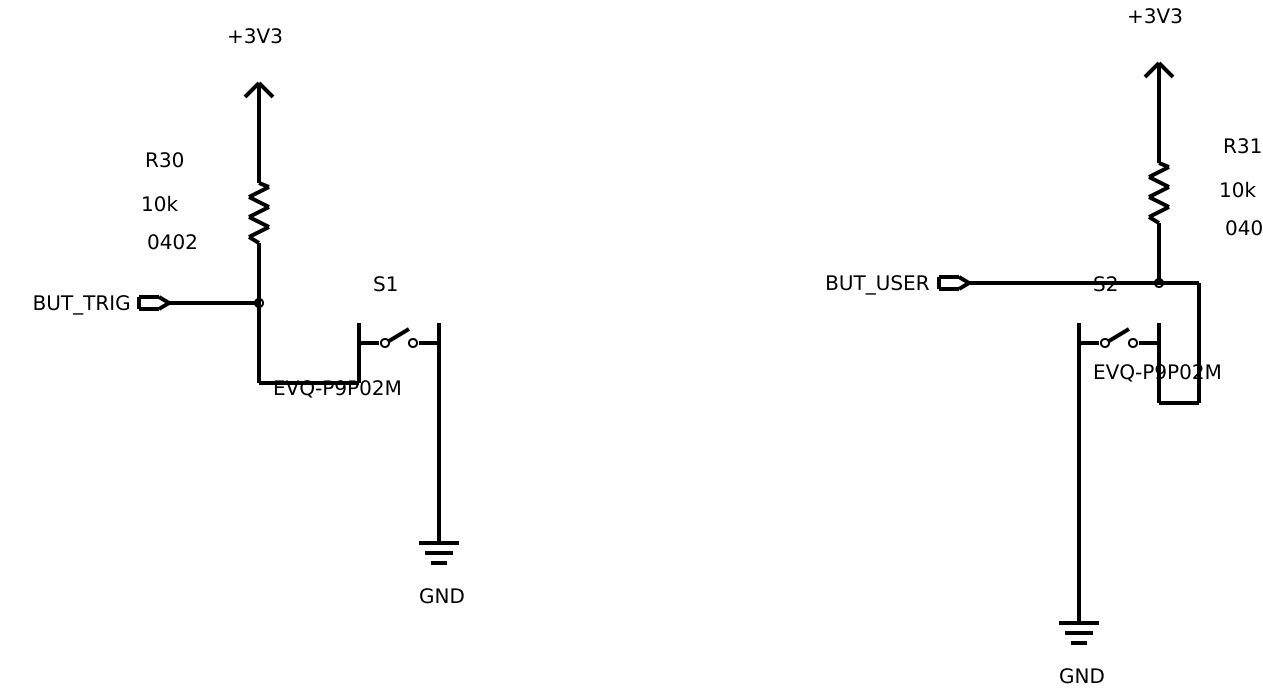 +3V3
R30
10k
0402
BUT_TRIG
S1
EVQ-P9P02M
GND
+3V3
R31
10k
040
BUT_USER
S2
EVQ-P9P02M
GND